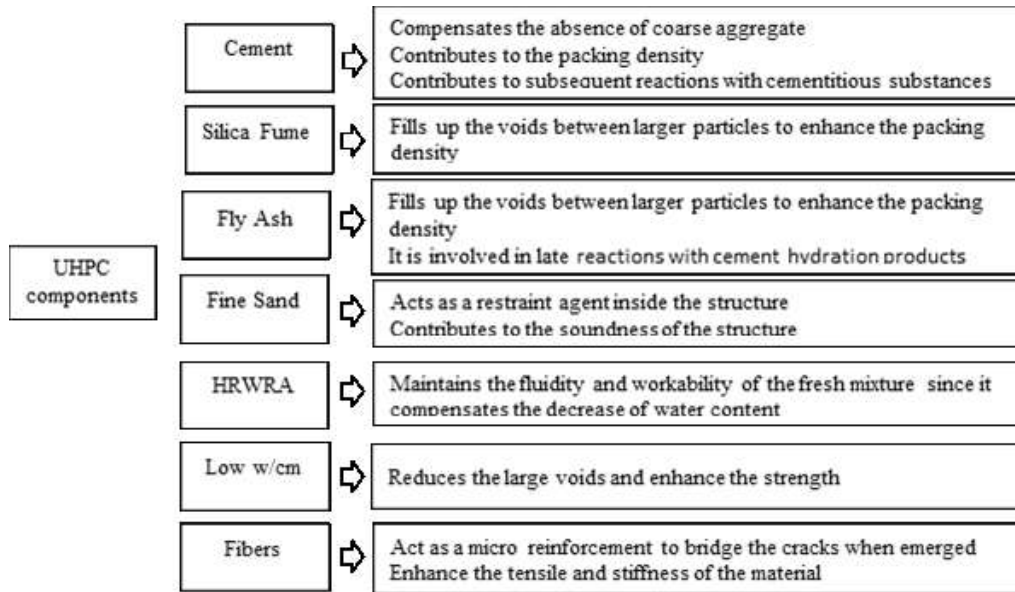 Cement
Compensates the absence of coarse aggregate
Contributes to the packing density
Contributes to subsequent reactions with cementitious substances
Silica Fume
Fills up the voids between larger particles to enhance the packing
density
Fly Ash
Fills up the voids between larger particles to enhance the packing
density
It is involved in late reactions with cement hydration products
UHPC
components
Fine Sand
Acts as a restraint agent inside the structure
Contributes to the soundness of the structure
HRWRA
Maintains the fluidity and workability of the fresh mixture since it
compensates the decrease of water content
Low w/cm
Reduces the large voids and enhance the strength
Fibers
Act as a micro reinforcement to bridge the cracks when emerged
Enhance the tensile and stiffness of the material